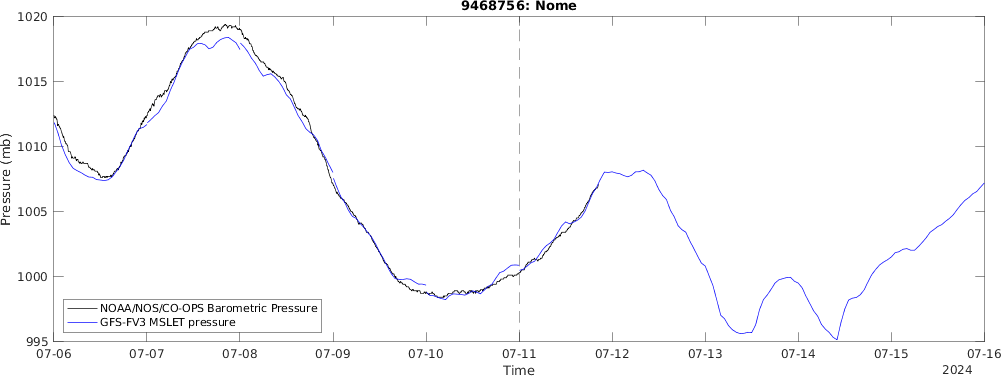 9468756: Nome
1020
1015
1010
1005
1000
995
Pressure (mb)
NOAA/NOS/CO-OPS Barometric Pressure
GFS-FV3 MSLET pressure
07-06 07-07 07-08 07-09 07-10 07-11 07-12 07-13 07-14 07-15 07-16
Time
2024